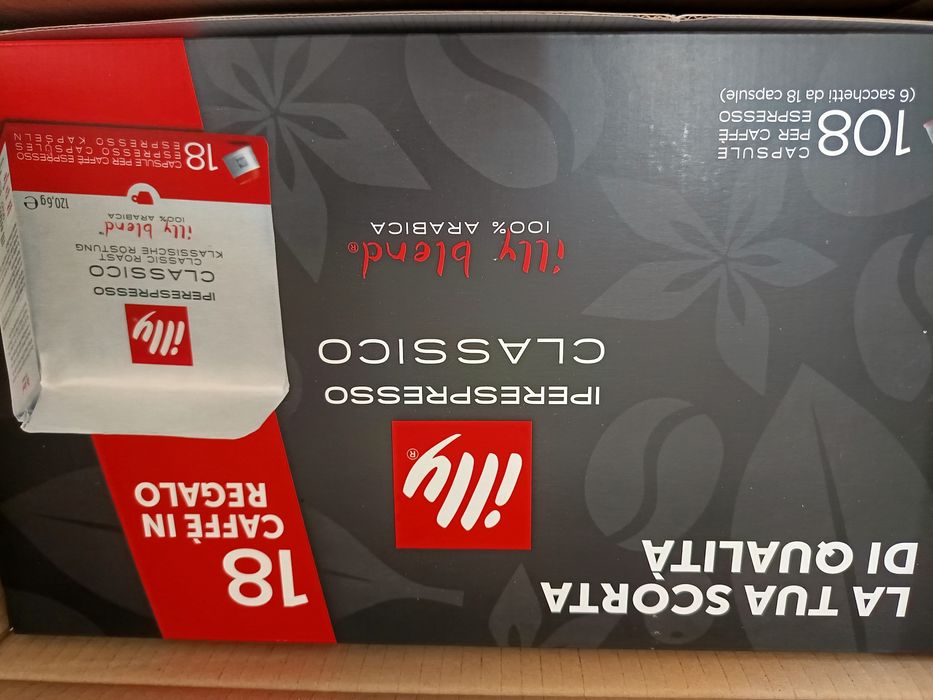 LA TUA SCORTA
DI QUALITÀ
illy®
IPERESPRESSO
CLASSICO
illy blend®
100% ARABICA
108
CAPSULE
PER CAFFÈ
ESPRESSO
(6 sacchetti da 18 capsule)
18
CAFFÈ IN
REGALO
illy
IPERESPRESSO
CLASSICO
CLASSIC ROAST
KLASSISCHE RÖSTUNG
illy blend
100% ARABICA
120,6g e
18
CAPSULE PER CAFFÈ ESPRESSO
ESPRESSO CAPSULES
ESPRESSO KAPSELN